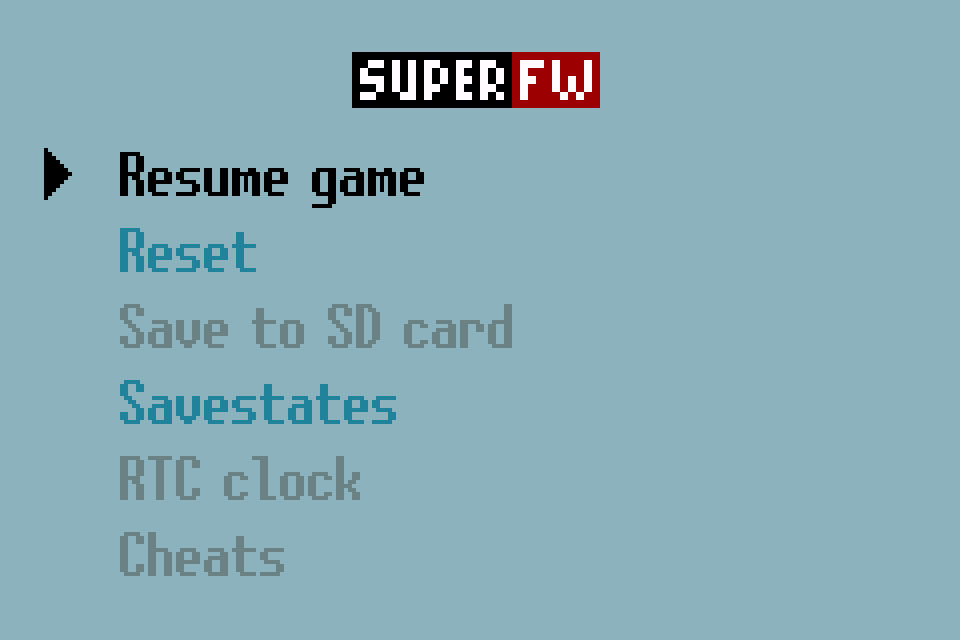 SUPERFW
Resume game
Reset
Save to SD card
Savestates
RTC clock
Cheats